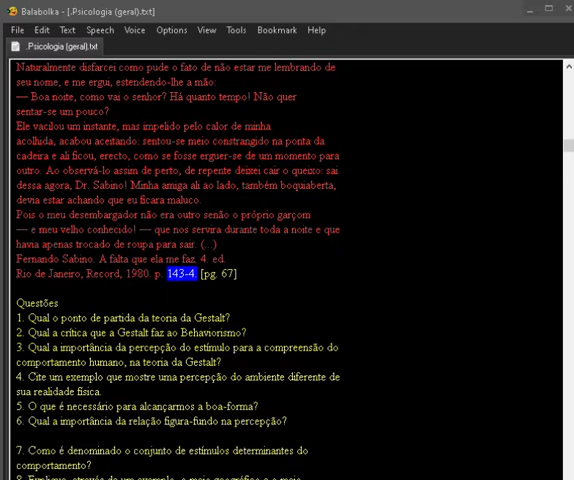 Balabolka - [.Psicologia (geral).txt]
File Edit Text Speech Voice Options View Tools Bookmark Help
.Psicologia (geral).txt
Naturalmente disfarcei como pude o fato de não estar me lembrando de
seu nome, e me ergui, estendendo-lhe a mão:
— Boa noite, como vai o senhor? Há quanto tempo! Não quer
sentar-se um pouco?
Ele vacilou um instante, mas impelido pelo calor de minha
acolhida, acabou aceitando: sentou-se meio constrangido na ponta da
cadeira e ali ficou, erecto, como se fosse erguer-se de um momento para
outro. Ao observá-lo assim de perto, de repente deixei cair o queixo: sai
dessa agora, Dr. Sabino! Minha amiga ali ao lado, também boquiaberta,
devia estar achando que eu ficara maluco.
Pois o meu desembargador não era outro senão o próprio garçom
— e meu velho conhecido! — que nos servira durante toda a noite e que
havia apenas trocado de roupa para sair. (...)
Fernando Sabino. A falta que ela me faz. 4. ed.
Rio de Janeiro, Record, 1980. p. 143-4. [pg. 67]
Questões
1. Qual o ponto de partida da teoria da Gestalt?
2. Qual a crítica que a Gestalt faz ao Behaviorismo?
3. Qual a importância da percepção do estímulo para a compreensão do
comportamento humano, na teoria da Gestalt?
4. Cite um exemplo que mostre uma percepção do ambiente diferente de
sua realidade física.
5. O que é necessário para alcançarmos a boa-forma?
6. Qual a importância da relação figura-fundo na percepção?
7. Como é denominado o conjunto de estímulos determinantes do
comportamento?
8. Explique, através de um exemplo, o meio geográfico e o meio